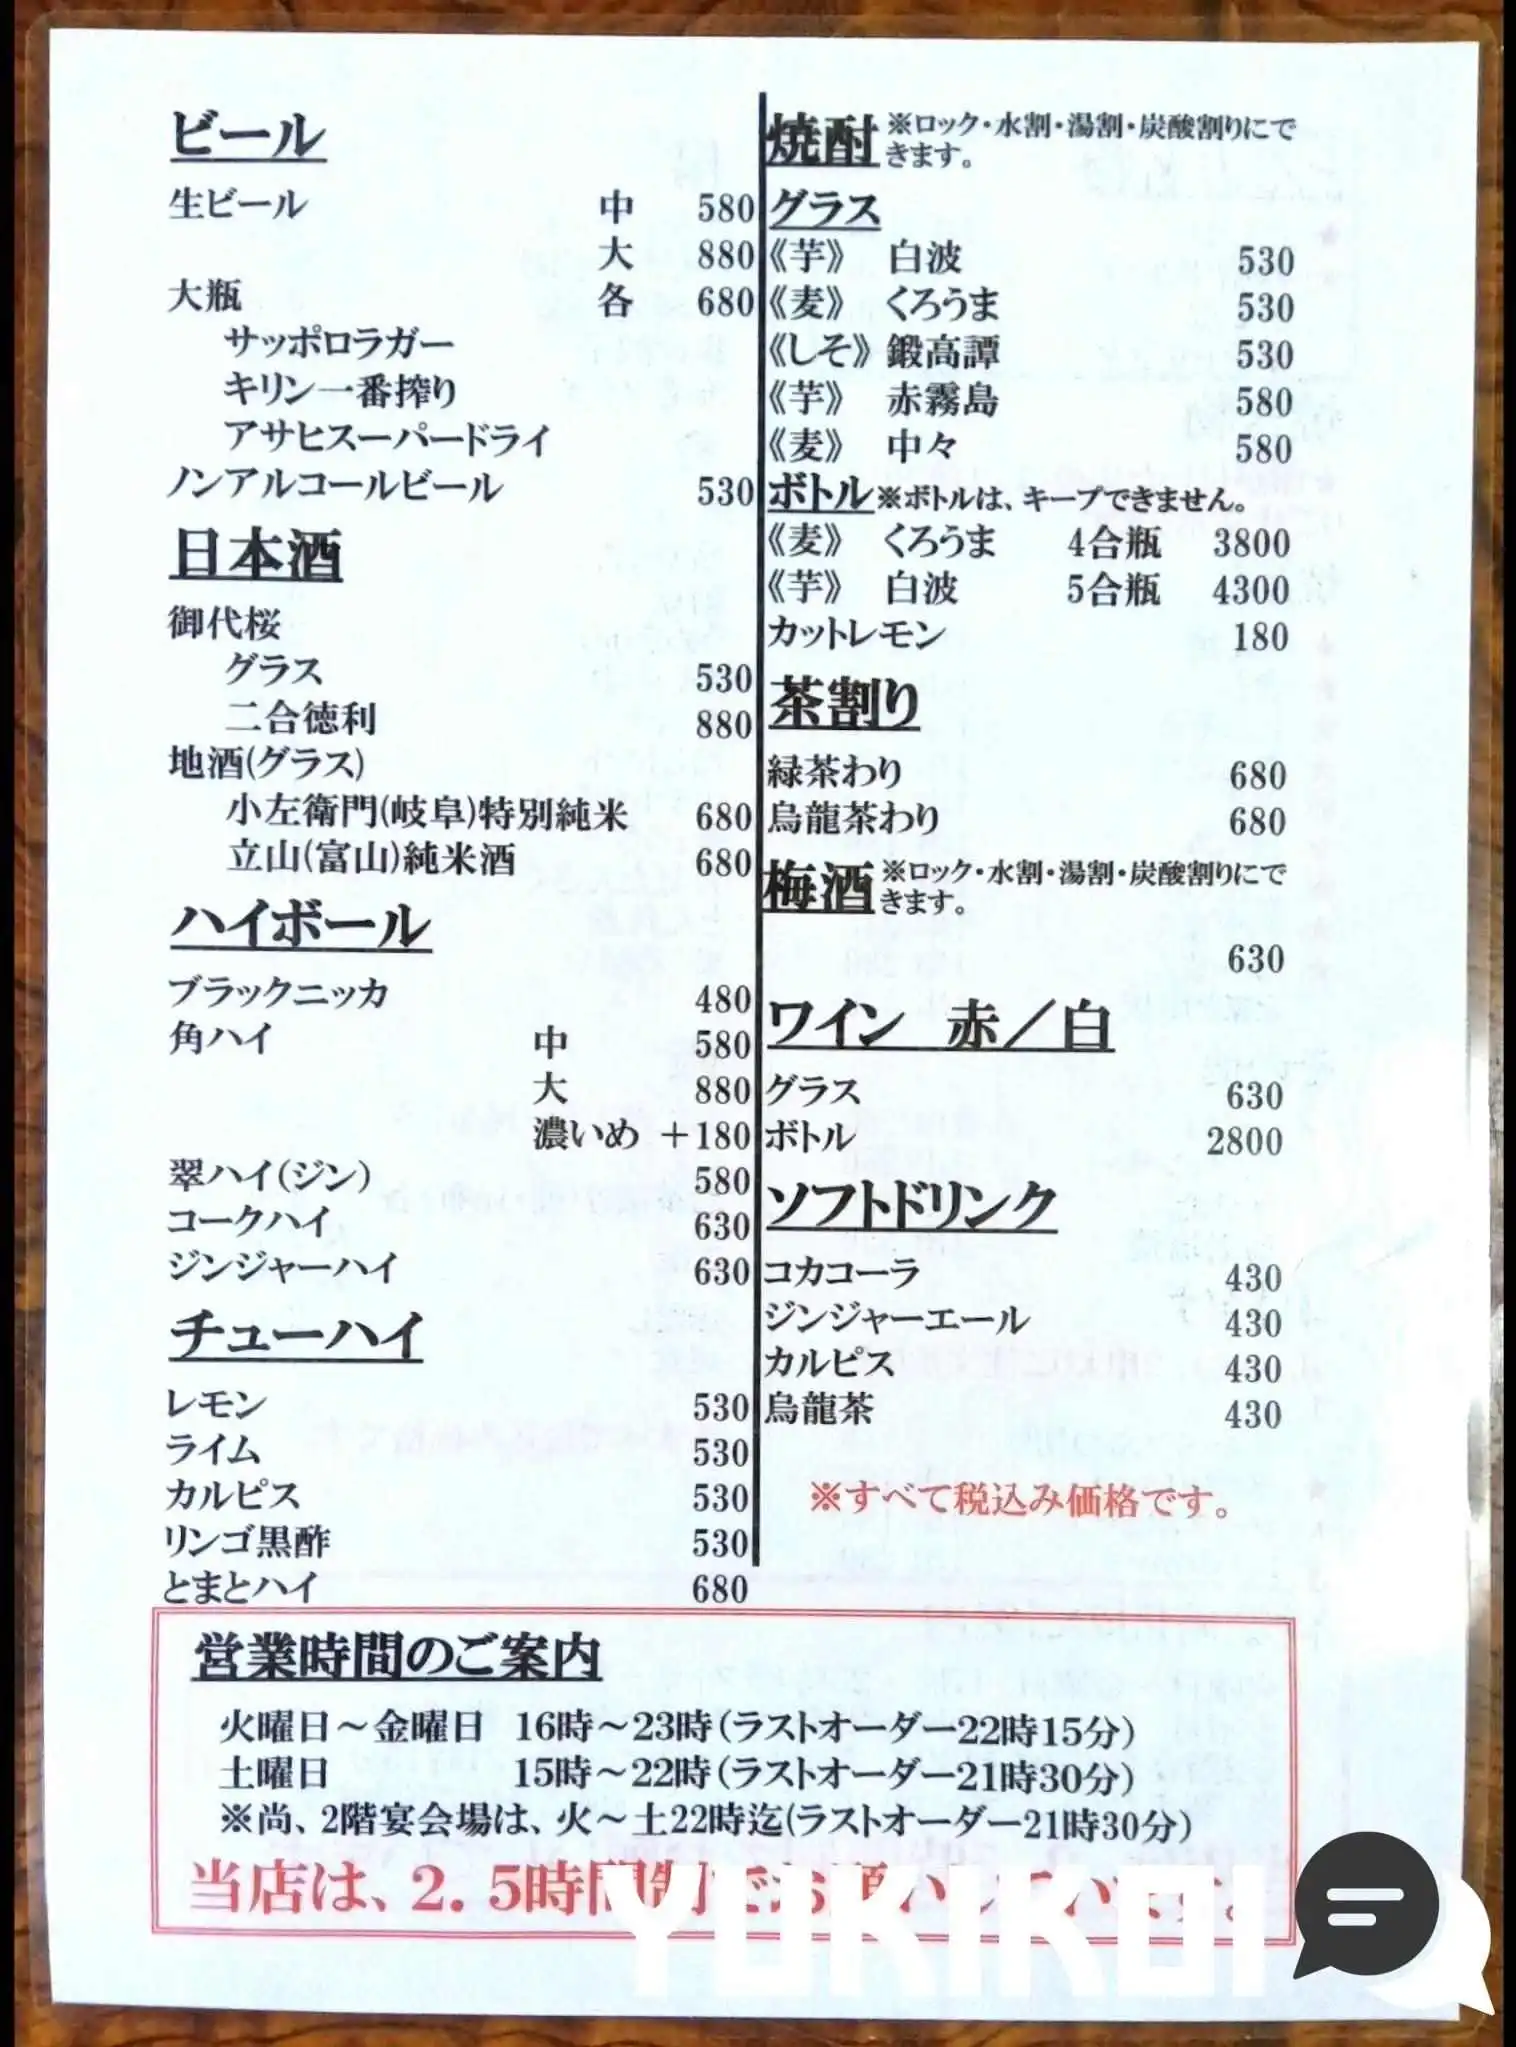 ビール
生ビール 中 580
大 880
大瓶 各 680
サッポロラガー
キリン一番搾り
アサヒスーパードライ
ノンアルコールビール 530
日本酒
御代桜
グラス 530
二合徳利 880
地酒(グラス)
小左衛門(岐阜)特別純米 680
立山(富山)純米酒 680
ハイボール
ブラックニッカ 480
角ハイ 中 580
大 880
濃いめ +180
翠ハイ(ジン) 580
コークハイ 630
ジンジャーハイ 630
チューハイ
レモン 530
ライム 530
カルピス 530
リンゴ黒酢 530
とまとハイ 680
焼酎 ※ロック・水割・湯割・炭酸割りにで
きます。
グラス
《芋》 白波 530
《麦》 くろうま 530
《しそ》 鍛高譚 530
《芋》 赤霧島 580
《麦》 中々 580
ボトル ※ボトルは、キープできません。
《麦》 くろうま 4合瓶 3800
《芋》 白波 5合瓶 4300
カットレモン 180
茶割り
緑茶わり 680
烏龍茶わり 680
梅酒 ※ロック・水割・湯割・炭酸割りにで
きます。
630
ワイン 赤／白
グラス 630
ボトル 2800
ソフトドリンク
コカコーラ 430
ジンジャーエール 430
カルピス 430
烏龍茶 430
※すべて税込み価格です。
営業時間のご案内
火曜日～金曜日 16時～23時(ラストオーダー22時15分)
土曜日 15時～22時(ラストオーダー21時30分)
※尚、2階宴会場は、火～土22時迄(ラストオーダー21時30分)
当店は、2．5時間制でお願いしています。
YUKIKOI